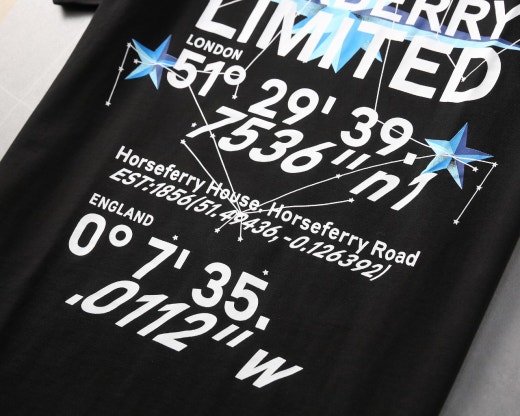 LIMITED
LONDON
51° 29' 39.
7536"n1
Horseferry House, Horseferry Road
EST:1856(51.49436,-0.126392)
ENGLAND
0° 7' 35.
.0112"w